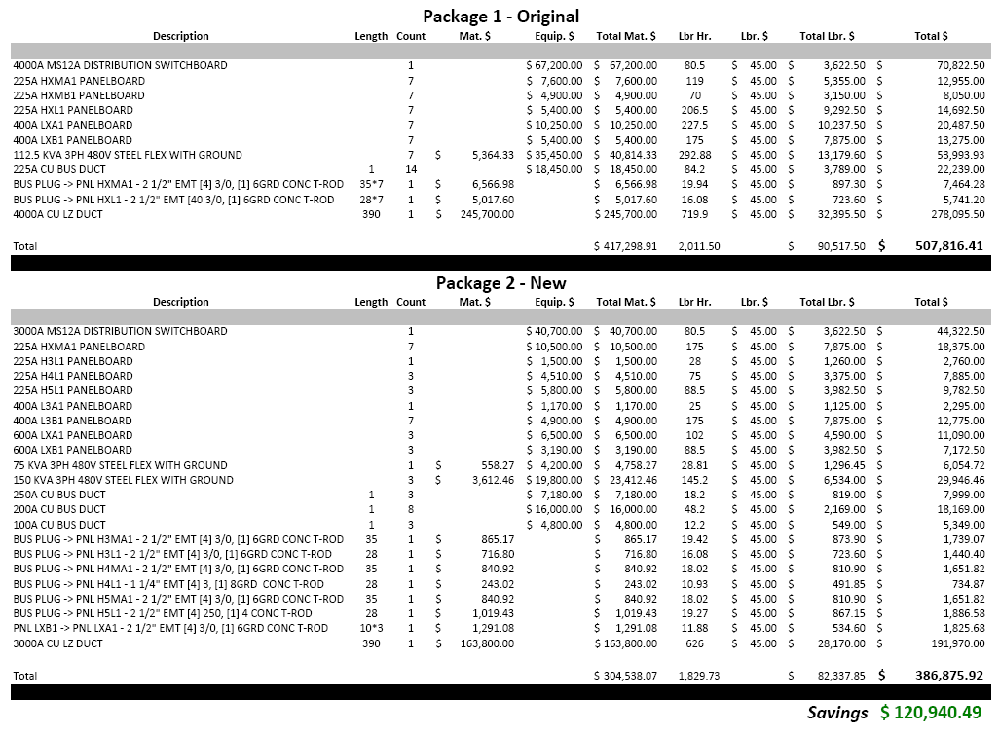 Package 1 - Original
Description Length Count Mat. $ Equip. $ Total Mat. $ Lbr Hr. Lbr. $ Total Lbr. $ Total $
4000A MS12A DISTRIBUTION SWITCHBOARD 1 $ 67,200.00 $ 67,200.00 80.5 $ 45.00 $ 3,622.50 $ 70,822.50
225A HXMA1 PANELBOARD 7 $ 7,600.00 $ 7,600.00 119 $ 45.00 $ 5,355.00 $ 12,955.00
225A HXMB1 PANELBOARD 7 $ 4,900.00 $ 4,900.00 70 $ 45.00 $ 3,150.00 $ 8,050.00
225A HXL1 PANELBOARD 7 $ 5,400.00 $ 5,400.00 206.5 $ 45.00 $ 9,292.50 $ 14,692.50
400A LXA1 PANELBOARD 7 $ 10,250.00 $ 10,250.00 227.5 $ 45.00 $ 10,237.50 $ 20,487.50
400A LXB1 PANELBOARD 7 $ 5,400.00 $ 5,400.00 175 $ 45.00 $ 7,875.00 $ 13,275.00
112.5 KVA 3PH 480V STEEL FLEX WITH GROUND 7 $ 5,364.33 $ 35,450.00 $ 40,814.33 292.88 $ 45.00 $ 13,179.60 $ 53,993.93
225A CU BUS DUCT 1 14 $ 18,450.00 $ 18,450.00 84.2 $ 45.00 $ 3,789.00 $ 22,239.00
BUS PLUG -> PNL HXMA1 - 2 1/2" EMT [4] 3/0, [1] 6GRD CONC T-ROD 35*7 1 $ 6,566.98 $ 6,566.98 19.94 $ 45.00 $ 897.30 $ 7,464.28
BUS PLUG -> PNL HXL1 - 2 1/2" EMT [40 3/0, [1] 6GRD CONC T-ROD 28*7 1 $ 5,017.60 $ 5,017.60 16.08 $ 45.00 $ 723.60 $ 5,741.20
4000A CU LZ DUCT 390 1 $ 245,700.00 $ 245,700.00 719.9 $ 45.00 $ 32,395.50 $ 278,095.50
Total $ 417,298.91 2,011.50 $ 90,517.50 $ 507,816.41
Package 2 - New
Description Length Count Mat. $ Equip. $ Total Mat. $ Lbr Hr. Lbr. $ Total Lbr. $ Total $
3000A MS12A DISTRIBUTION SWITCHBOARD 1 $ 40,700.00 $ 40,700.00 80.5 $ 45.00 $ 3,622.50 $ 44,322.50
225A HXMA1 PANELBOARD 7 $ 10,500.00 $ 10,500.00 175 $ 45.00 $ 7,875.00 $ 18,375.00
225A H3L1 PANELBOARD 1 $ 1,500.00 $ 1,500.00 28 $ 45.00 $ 1,260.00 $ 2,760.00
225A H4L1 PANELBOARD 3 $ 4,510.00 $ 4,510.00 75 $ 45.00 $ 3,375.00 $ 7,885.00
225A H5L1 PANELBOARD 3 $ 5,800.00 $ 5,800.00 88.5 $ 45.00 $ 3,982.50 $ 9,782.50
400A L3A1 PANELBOARD 1 $ 1,170.00 $ 1,170.00 25 $ 45.00 $ 1,125.00 $ 2,295.00
400A L3B1 PANELBOARD 7 $ 4,900.00 $ 4,900.00 175 $ 45.00 $ 7,875.00 $ 12,775.00
600A LXA1 PANELBOARD 3 $ 6,500.00 $ 6,500.00 102 $ 45.00 $ 4,590.00 $ 11,090.00
600A LXB1 PANELBOARD 3 $ 3,190.00 $ 3,190.00 88.5 $ 45.00 $ 3,982.50 $ 7,172.50
75 KVA 3PH 480V STEEL FLEX WITH GROUND 1 $ 558.27 $ 4,200.00 $ 4,758.27 28.81 $ 45.00 $ 1,296.45 $ 6,054.72
150 KVA 3PH 480V STEEL FLEX WITH GROUND 3 $ 3,612.46 $ 19,800.00 $ 23,412.46 145.2 $ 45.00 $ 6,534.00 $ 29,946.46
250A CU BUS DUCT 1 3 $ 7,180.00 $ 7,180.00 18.2 $ 45.00 $ 819.00 $ 7,999.00
200A CU BUS DUCT 1 8 $ 16,000.00 $ 16,000.00 48.2 $ 45.00 $ 2,169.00 $ 18,169.00
100A CU BUS DUCT 1 3 $ 4,800.00 $ 4,800.00 12.2 $ 45.00 $ 549.00 $ 5,349.00
BUS PLUG -> PNL H3MA1 - 2 1/2" EMT [4] 3/0, [1] 6GRD CONC T-ROD 35 1 $ 865.17 $ 865.17 19.42 $ 45.00 $ 873.90 $ 1,739.07
BUS PLUG -> PNL H3L1 - 2 1/2" EMT [4] 3/0, [1] 6GRD CONC T-ROD 28 1 $ 716.80 $ 716.80 16.08 $ 45.00 $ 723.60 $ 1,440.40
BUS PLUG -> PNL H4MA1 - 2 1/2" EMT [4] 3/0, [1] 6GRD CONC T-ROD 35 1 $ 840.92 $ 840.92 18.02 $ 45.00 $ 810.90 $ 1,651.82
BUS PLUG -> PNL H4L1 - 1 1/4" EMT [4] 3, [1] 8GRD CONC T-ROD 28 1 $ 243.02 $ 243.02 10.93 $ 45.00 $ 491.85 $ 734.87
BUS PLUG -> PNL H5MA1 - 2 1/2" EMT [4] 3/0, [1] 6GRD CONC T-ROD 35 1 $ 840.92 $ 840.92 18.02 $ 45.00 $ 810.90 $ 1,651.82
BUS PLUG -> PNL H5L1 - 2 1/2" EMT [4] 250, [1] 4 CONC T-ROD 28 1 $ 1,019.43 $ 1,019.43 19.27 $ 45.00 $ 867.15 $ 1,886.58
PNL LXB1 -> PNL LXA1 - 2 1/2" EMT [4] 3/0, [1] 6GRD CONC T-ROD 10*3 1 $ 1,291.08 $ 1,291.08 11.88 $ 45.00 $ 534.60 $ 1,825.68
3000A CU LZ DUCT 390 1 $ 163,800.00 $ 163,800.00 626 $ 45.00 $ 28,170.00 $ 191,970.00
Total $ 304,538.07 1,829.73 $ 82,337.85 $ 386,875.92
Savings $ 120,940.49